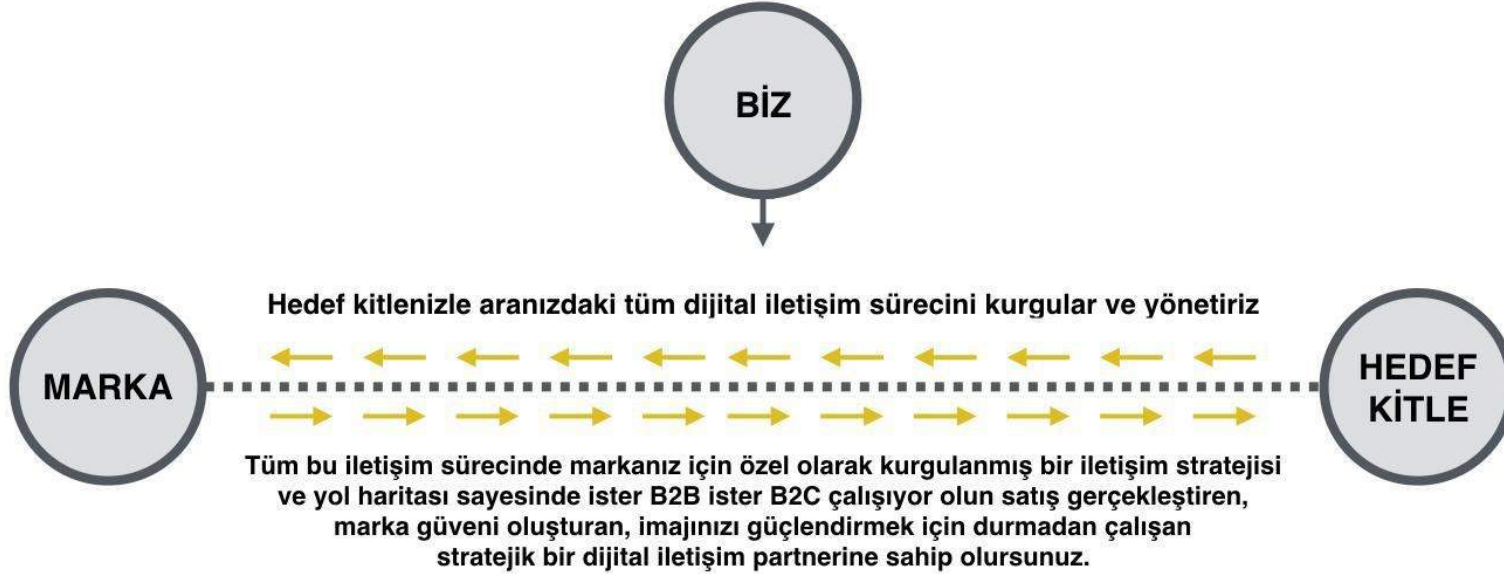 BİZ
Hedef kitlenizle aranızdaki tüm dijital iletişim sürecini kurgular ve yönetiriz
MARKA
HEDEF
KİTLE
Tüm bu iletişim sürecinde markanız için özel olarak kurgulanmış bir iletişim stratejisi
ve yol haritası sayesinde ister B2B ister B2C çalışıyor olun satış gerçekleştiren,
marka güveni oluşturan, imajınızı güçlendirmek için durmadan çalışan
stratejik bir dijital iletişim partnerine sahip olursunuz.